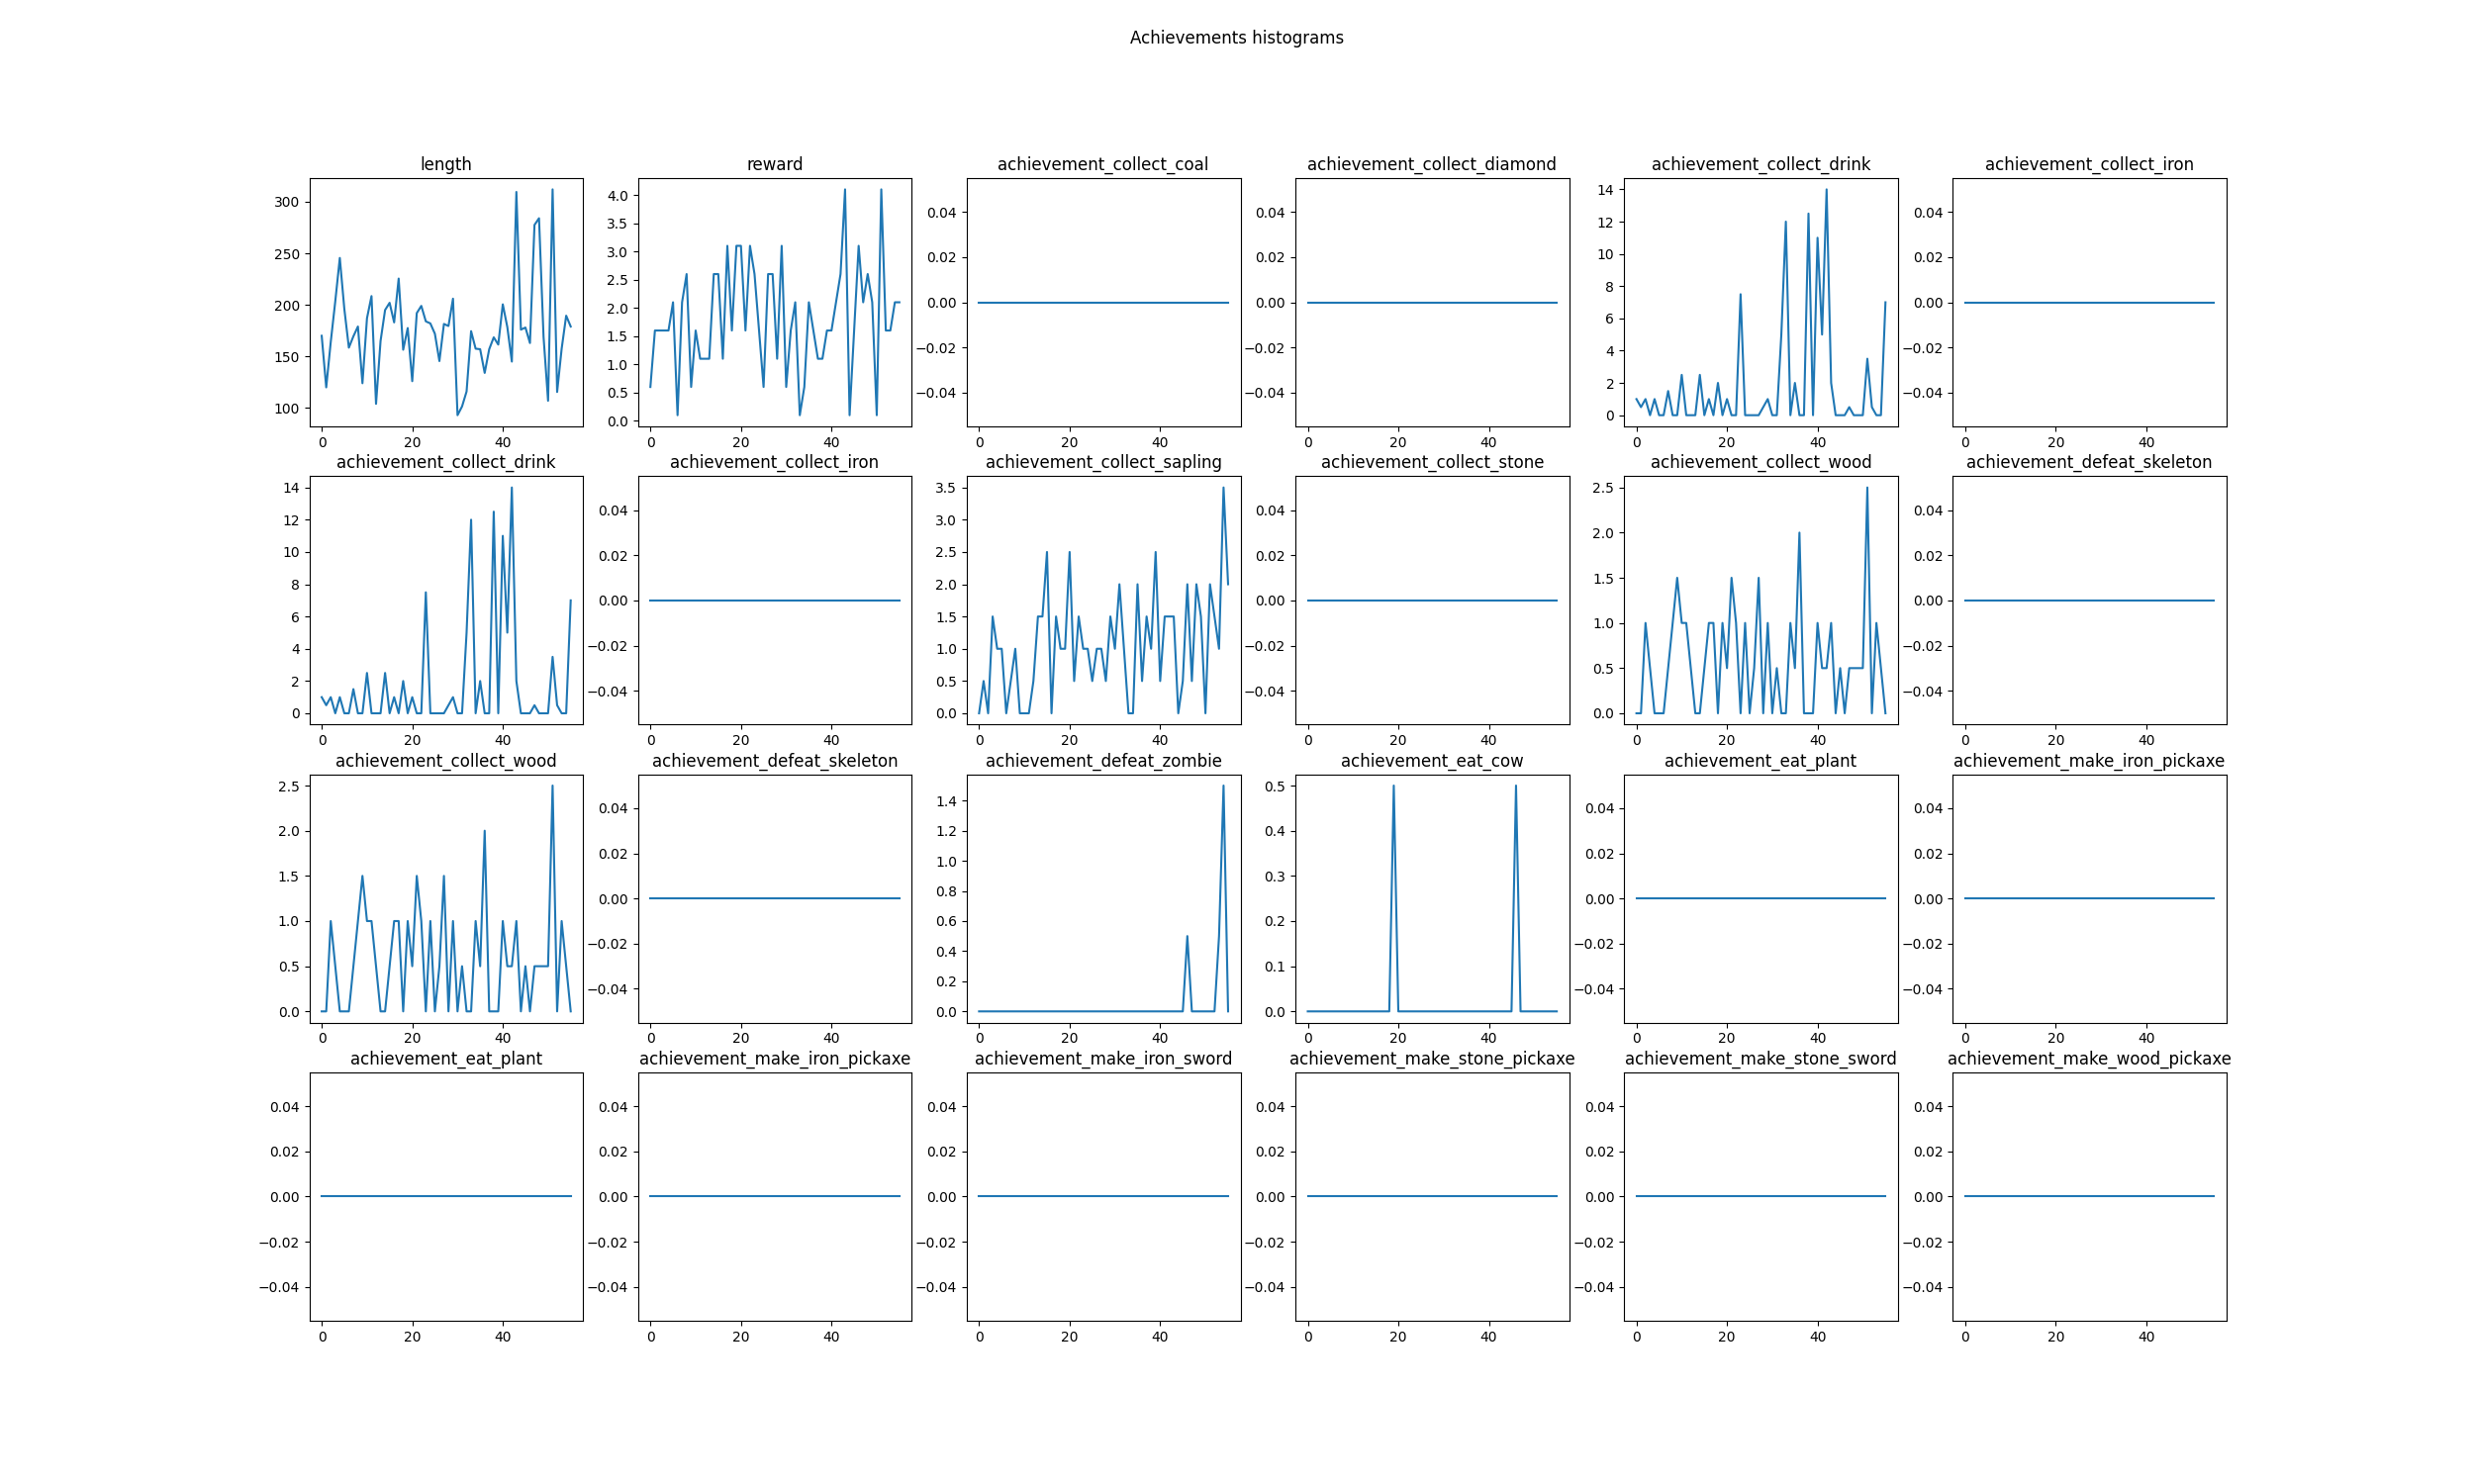 Achievements histograms
length reward achievement_collect_coal achievement_collect_diamond achievement_collect_drink achievement_collect_iron
300 4.0 0.04 0.04 14 0.04
250 3.5 0.02 0.02 12 0.02
200 3.0 0.00 0.00 10 0.00
150 2.5 −0.02 −0.02 8 −0.02
100 2.0 −0.04 −0.04 6 −0.04
1.5 4
1.0 2
0.5 0
0.0
0 20 40 0 20 40 0 20 40 0 20 40 0 20 40 0 20 40
achievement_collect_drink achievement_collect_iron achievement_collect_sapling achievement_collect_stone achievement_collect_wood achievement_defeat_skeleton
14 0.04 3.5 0.04 2.5 0.04
12 0.02 3.0 0.02 2.0 0.02
10 0.00 2.5 0.00 1.5 0.00
8 −0.02 2.0 −0.02 1.0 −0.02
6 −0.04 1.5 −0.04 0.5 −0.04
4 1.0 0.0
2 0.5
0 0.0
0 20 40 0 20 40 0 20 40 0 20 40 0 20 40 0 20 40
achievement_collect_wood achievement_defeat_skeleton achievement_defeat_zombie achievement_eat_cow achievement_eat_plant achievement_make_iron_pickaxe
2.5 0.04 1.4 0.5 0.04 0.04
2.0 0.02 1.2 0.4 0.02 0.02
1.5 0.00 1.0 0.3 0.00 0.00
1.0 −0.02 0.8 0.2 −0.02 −0.02
0.5 −0.04 0.6 0.1 −0.04 −0.04
0.0 0.4 0.0
0.2
0.0
0 20 40 0 20 40 0 20 40 0 20 40 0 20 40 0 20 40
achievement_eat_plant achievement_make_iron_pickaxe achievement_make_iron_sword achievement_make_stone_pickaxe achievement_make_stone_sword achievement_make_wood_pickaxe
0.04 0.04 0.04 0.04 0.04 0.04
0.02 0.02 0.02 0.02 0.02 0.02
0.00 0.00 0.00 0.00 0.00 0.00
−0.02 −0.02 −0.02 −0.02 −0.02 −0.02
−0.04 −0.04 −0.04 −0.04 −0.04 −0.04
0 20 40 0 20 40 0 20 40 0 20 40 0 20 40 0 20 40